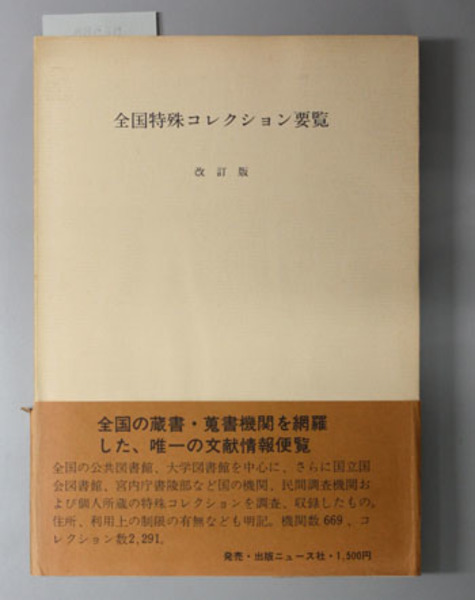 全国特殊コレクション要覧
改訂版
全国の蔵書・蒐書機関を網羅
した、唯一の文献情報便覧
全国の公共図書館、大学図書館を中心に、さらに国立国
会図書館、宮内庁書陵部など国の機関、民間調査機関お
よび個人所蔵の特殊コレクションを調査、収録したもの。
住所、利用上の制限の有無なども明記。機関数669、コ
レクション数2,291。
発売・出版ニュース社・1,500円